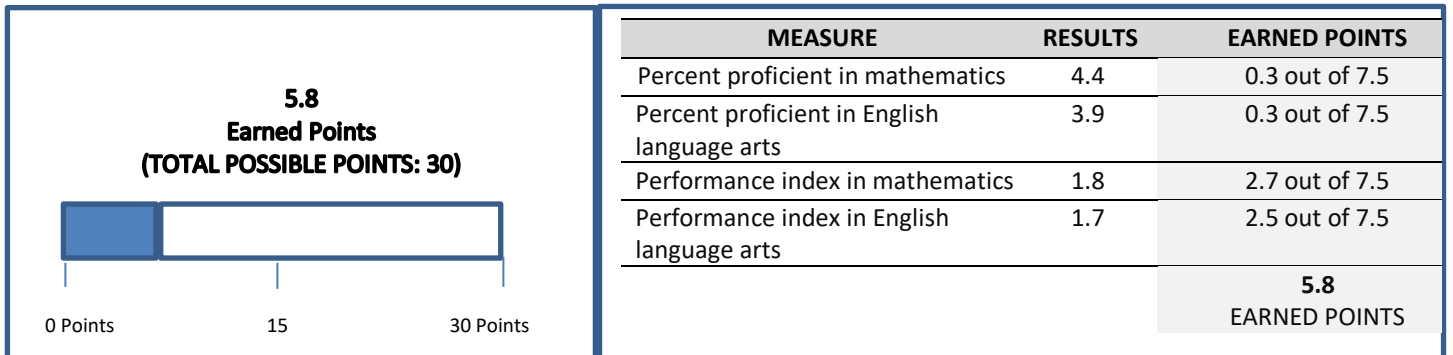 5.8
Earned Points
(TOTAL POSSIBLE POINTS: 30)
0 Points 15 30 Points
MEASURE RESULTS EARNED POINTS
Percent proficient in mathematics 4.4 0.3 out of 7.5
Percent proficient in English 3.9 0.3 out of 7.5
language arts
Performance index in mathematics 1.8 2.7 out of 7.5
Performance index in English 1.7 2.5 out of 7.5
language arts
5.8
EARNED POINTS